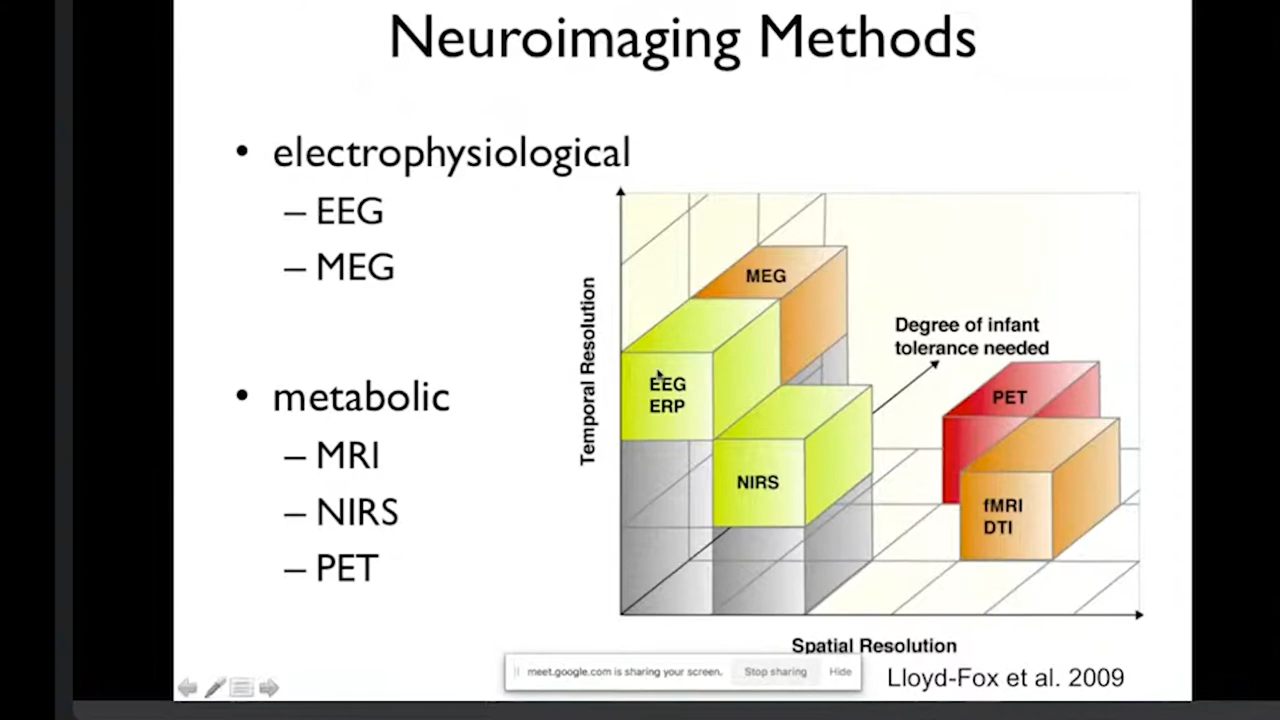 Neuroimaging Methods
• electrophysiological
– EEG
– MEG
• metabolic
– MRI
– NIRS
– PET
Temporal Resolution
MEG
EEG
ERP
NIRS
Degree of infant
tolerance needed
PET
fMRI
DTI
Spatial Resolution
meet.google.com is sharing your screen. Stop sharing Hide
Lloyd-Fox et al. 2009